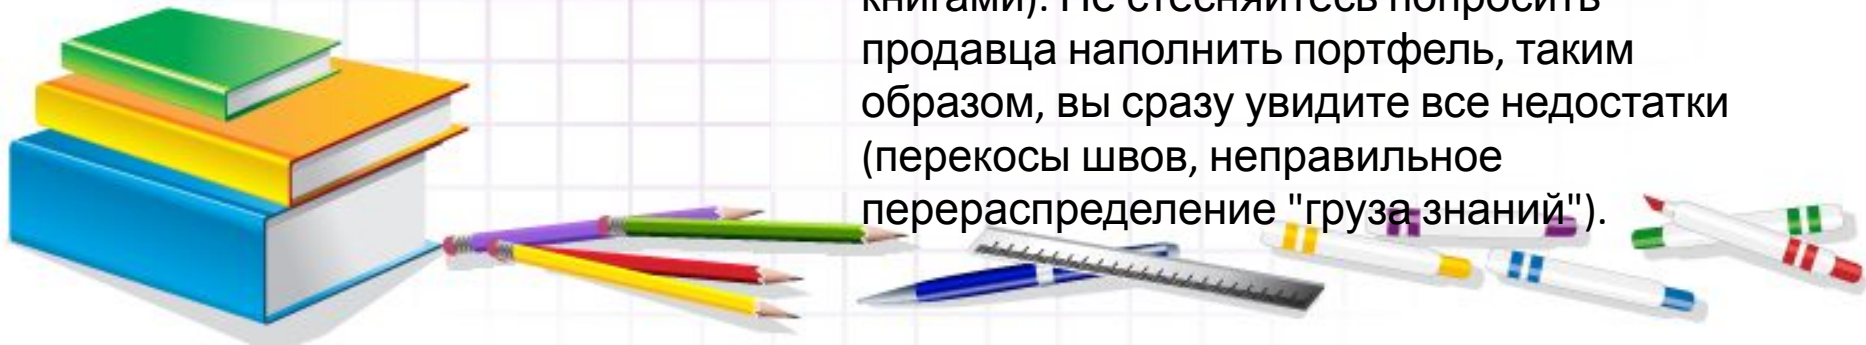 книгами). Не стесняйтесь попросить
продавца наполнить портфель, таким
образом, вы сразу увидите все недостатки
(перекосы швов, неправильное
перераспределение "груза знаний").